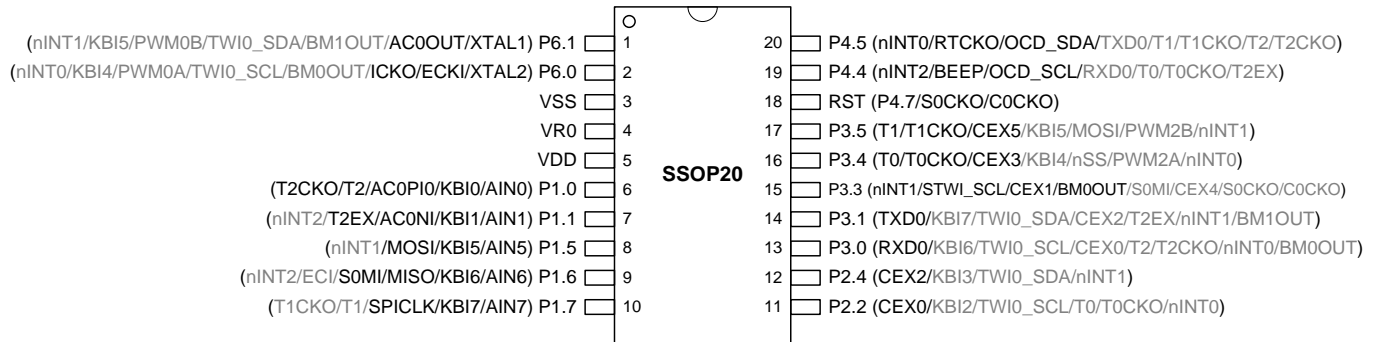 (nINT1/KBI5/PWM0B/TWI0_SDA/BM1OUT/AC0OUT/XTAL1) P6.1 1
(nINT0/KBI4/PWM0A/TWI0_SCL/BM0OUT/ICKO/ECKI/XTAL2) P6.0 2
VSS 3
VR0 4
VDD 5
(T2CKO/T2/AC0PI0/KBI0/AIN0) P1.0 6
(nINT2/T2EX/AC0NI/KBI1/AIN1) P1.1 7
(nINT1/MOSI/KBI5/AIN5) P1.5 8
(nINT2/ECI/S0MI/MISO/KBI6/AIN6) P1.6 9
(T1CKO/T1/SPICLK/KBI7/AIN7) P1.7 10
SSOP20
20 P4.5 (nINT0/RTCKO/OCD_SDA/TXD0/T1/T1CKO/T2/T2CKO)
19 P4.4 (nINT2/BEEP/OCD_SCL/RXD0/T0/T0CKO/T2EX)
18 RST (P4.7/S0CKO/C0CKO)
17 P3.5 (T1/T1CKO/CEX5/KBI5/MOSI/PWM2B/nINT1)
16 P3.4 (T0/T0CKO/CEX3/KBI4/nSS/PWM2A/nINT0)
15 P3.3 (nINT1/STWI_SCL/CEX1/BM0OUT/S0MI/CEX4/S0CKO/C0CKO)
14 P3.1 (TXD0/KBI7/TWI0_SDA/CEX2/T2EX/nINT1/BM1OUT)
13 P3.0 (RXD0/KBI6/TWI0_SCL/CEX0/T2/T2CKO/nINT0/BM0OUT)
12 P2.4 (CEX2/KBI3/TWI0_SDA/nINT1)
11 P2.2 (CEX0/KBI2/TWI0_SCL/T0/T0CKO/nINT0)